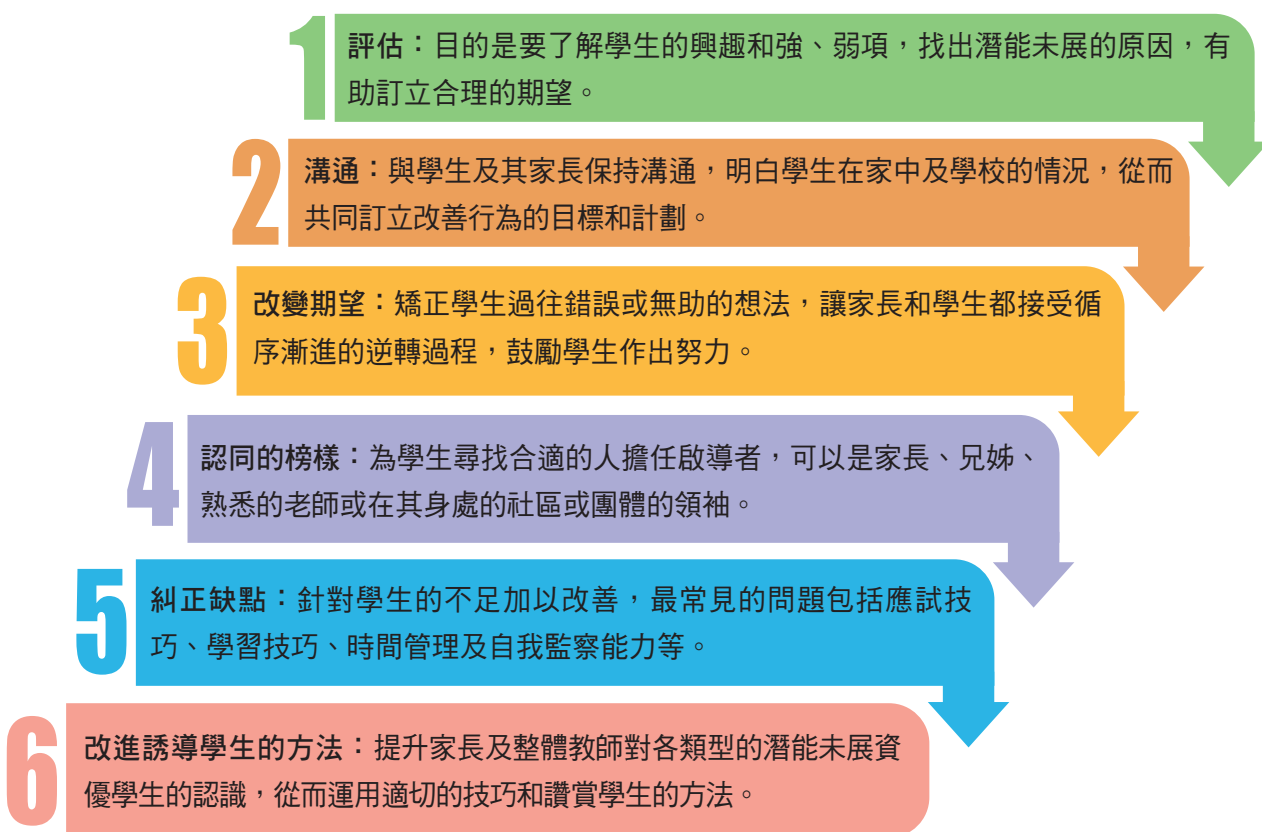 1
評估：目的是要了解學生的興趣和強、弱項，找出潛能未展的原因，有
助訂立合理的期望。
2
溝通：與學生及其家長保持溝通，明白學生在家中及學校的情況，從而
共同訂立改善行為的目標和計劃。
3
改變期望：矯正學生過往錯誤或無助的想法，讓家長和學生都接受循
序漸進的逆轉過程，鼓勵學生作出努力。
4
認同的榜樣：為學生尋找合適的人擔任啟導者，可以是家長、兄姊、
熟悉的老師或在其身處的社區或團體的領袖。
5
糾正缺點：針對學生的不足加以改善，最常見的問題包括應試技
巧、學習技巧、時間管理及自我監察能力等。
6
改進誘導學生的方法：提升家長及整體教師對各類型的潛能未展資
優學生的認識，從而運用適切的技巧和讚賞學生的方法。